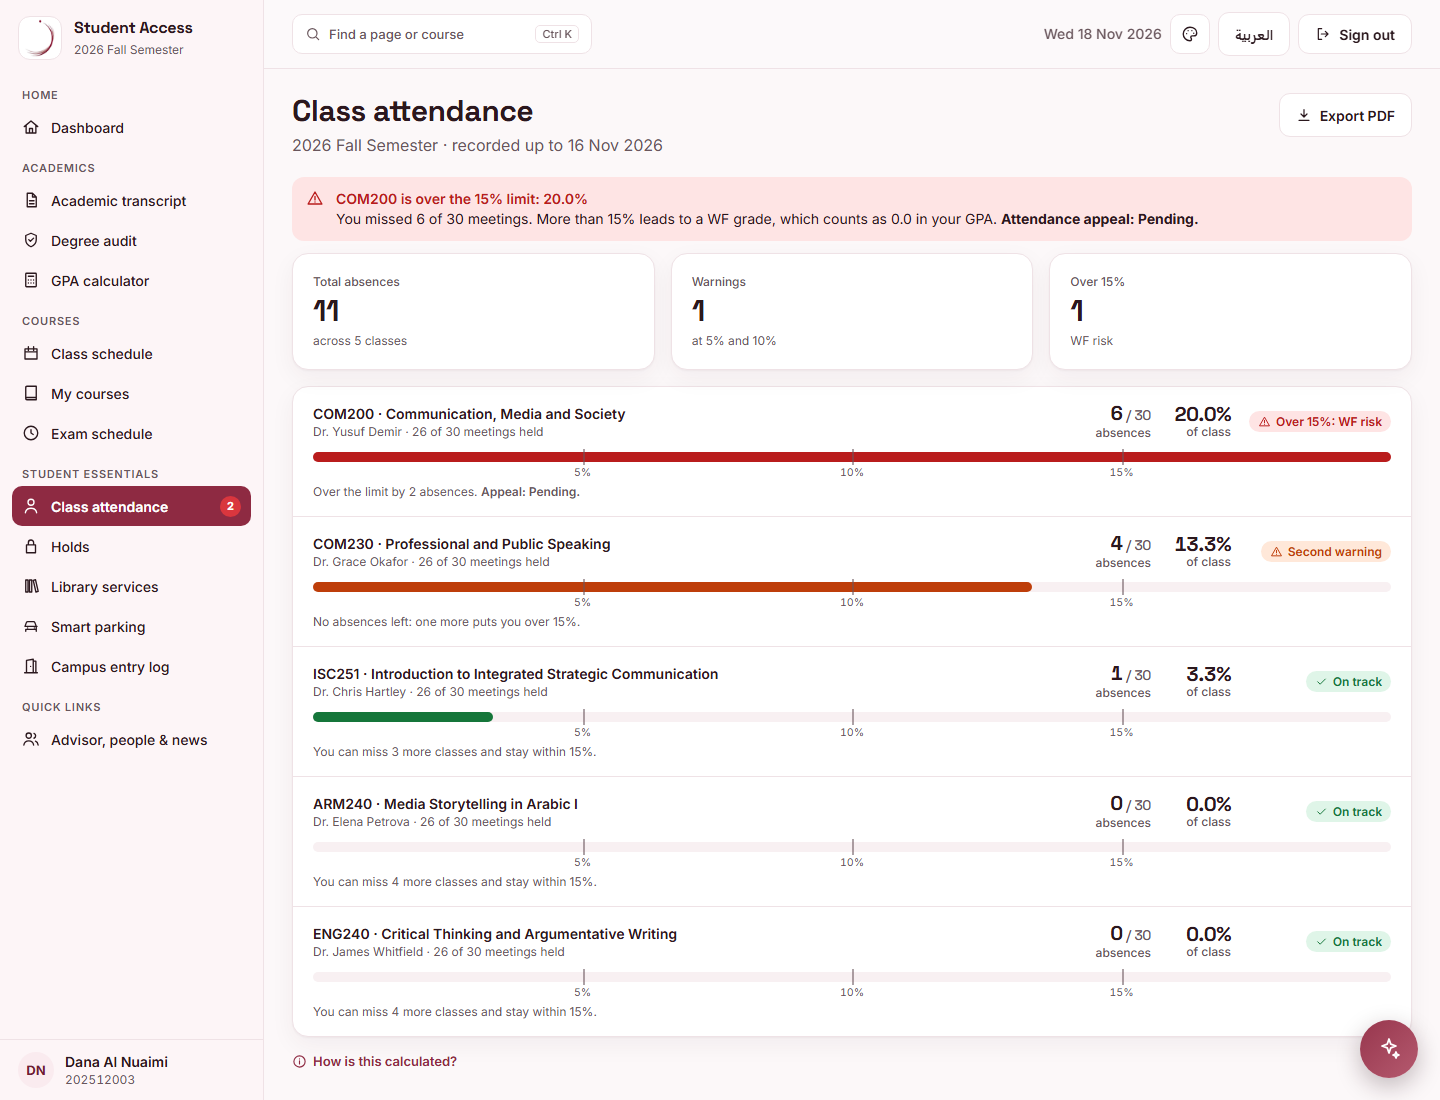 Student Access
2026 Fall Semester
HOME
Dashboard
ACADEMICS
Academic transcript
Degree audit
GPA calculator
COURSES
Class schedule
My courses
Exam schedule
STUDENT ESSENTIALS
Class attendance 2
Holds
Library services
Smart parking
Campus entry log
QUICK LINKS
Advisor, people & news
DN
Dana Al Nuaimi
202512003
Find a page or course Ctrl K
Wed 18 Nov 2026
العربية
Sign out
Class attendance
2026 Fall Semester · recorded up to 16 Nov 2026
Export PDF
COM200 is over the 15% limit: 20.0%
You missed 6 of 30 meetings. More than 15% leads to a WF grade, which counts as 0.0 in your GPA. Attendance appeal: Pending.
Total absences
11
across 5 classes
Warnings
1
at 5% and 10%
Over 15%
1
WF risk
COM200 · Communication, Media and Society
Dr. Yusuf Demir · 26 of 30 meetings held
6 / 30
absences
20.0%
of class
Over 15%: WF risk
5% 10% 15%
Over the limit by 2 absences. Appeal: Pending.
COM230 · Professional and Public Speaking
Dr. Grace Okafor · 26 of 30 meetings held
4 / 30
absences
13.3%
of class
Second warning
5% 10% 15%
No absences left: one more puts you over 15%.
ISC251 · Introduction to Integrated Strategic Communication
Dr. Chris Hartley · 26 of 30 meetings held
1 / 30
absences
3.3%
of class
On track
5% 10% 15%
You can miss 3 more classes and stay within 15%.
ARM240 · Media Storytelling in Arabic I
Dr. Elena Petrova · 26 of 30 meetings held
0 / 30
absences
0.0%
of class
On track
5% 10% 15%
You can miss 4 more classes and stay within 15%.
ENG240 · Critical Thinking and Argumentative Writing
Dr. James Whitfield · 26 of 30 meetings held
0 / 30
absences
0.0%
of class
On track
5% 10% 15%
You can miss 4 more classes and stay within 15%.
How is this calculated?